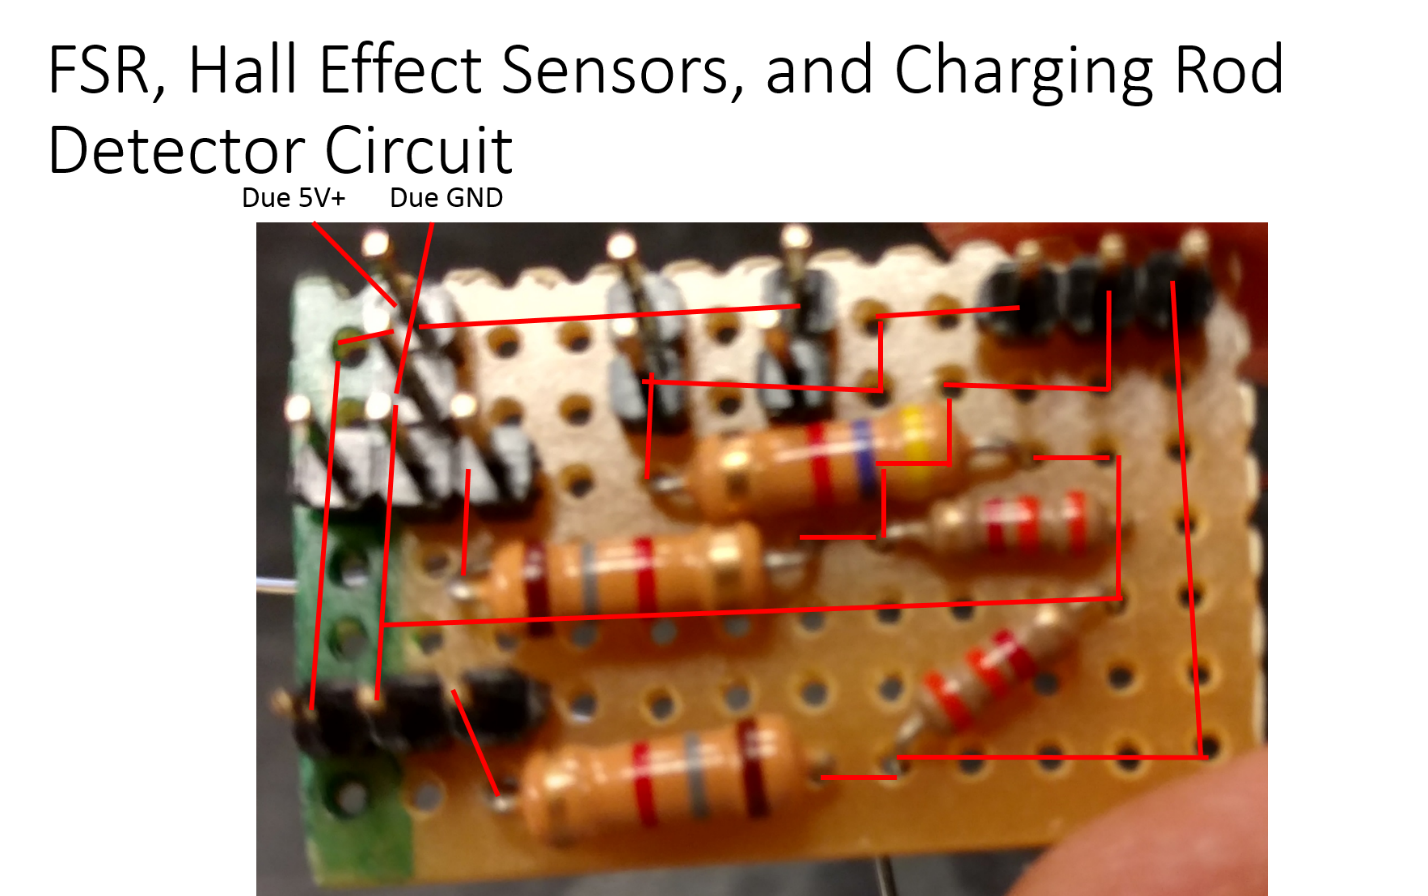 FSR, Hall Effect Sensors, and Charging Rod
Detector Circuit
Due 5V+ Due GND